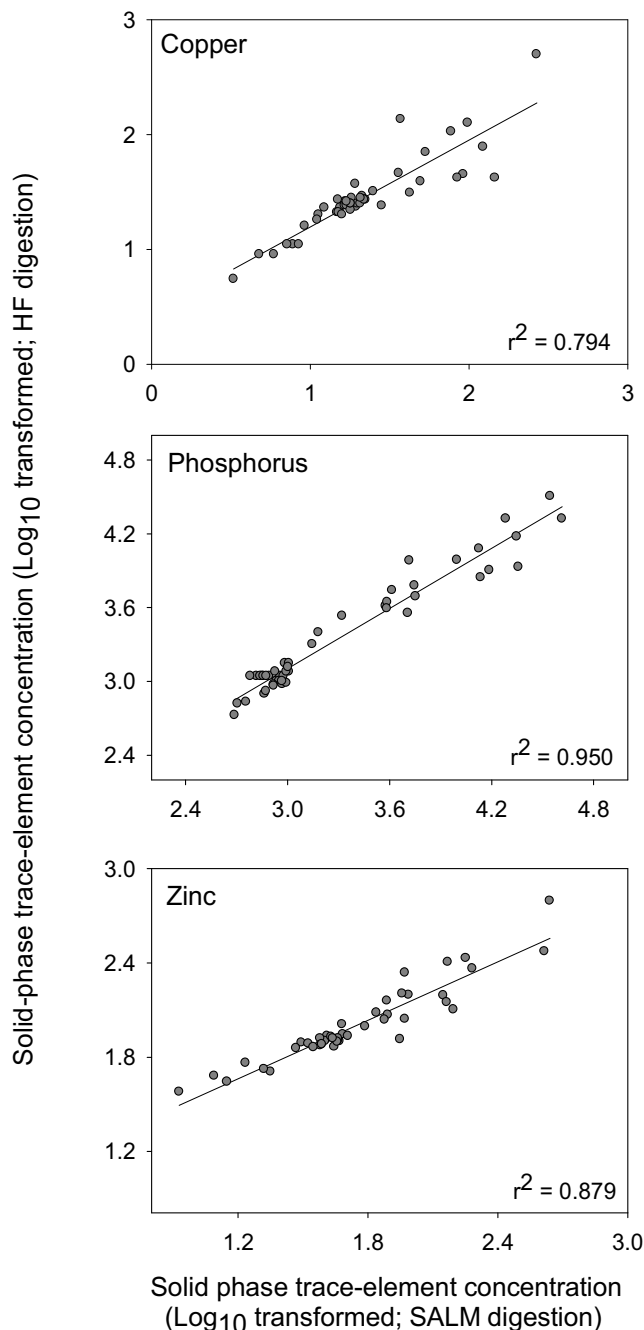 Solid-phase trace-element concentration (Log10 transformed; HF digestion)
3
Copper
2
1
0
r2 = 0.794
0 1 2 3
4.8
Phosphorus
4.2
3.6
3.0
2.4
r2 = 0.950
2.4 3.0 3.6 4.2 4.8
3.0
Zinc
2.4
1.8
1.2
r2 = 0.879
1.2 1.8 2.4 3.0
Solid phase trace-element concentration
(Log10 transformed; SALM digestion)